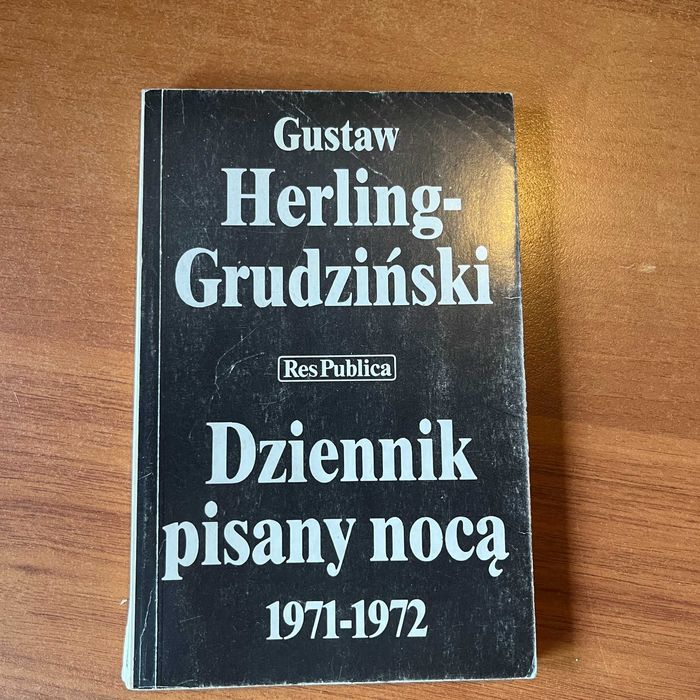 Gustaw
Herling-
Grudziński
Res Publica
Dziennik
pisany nocą
1971-1972